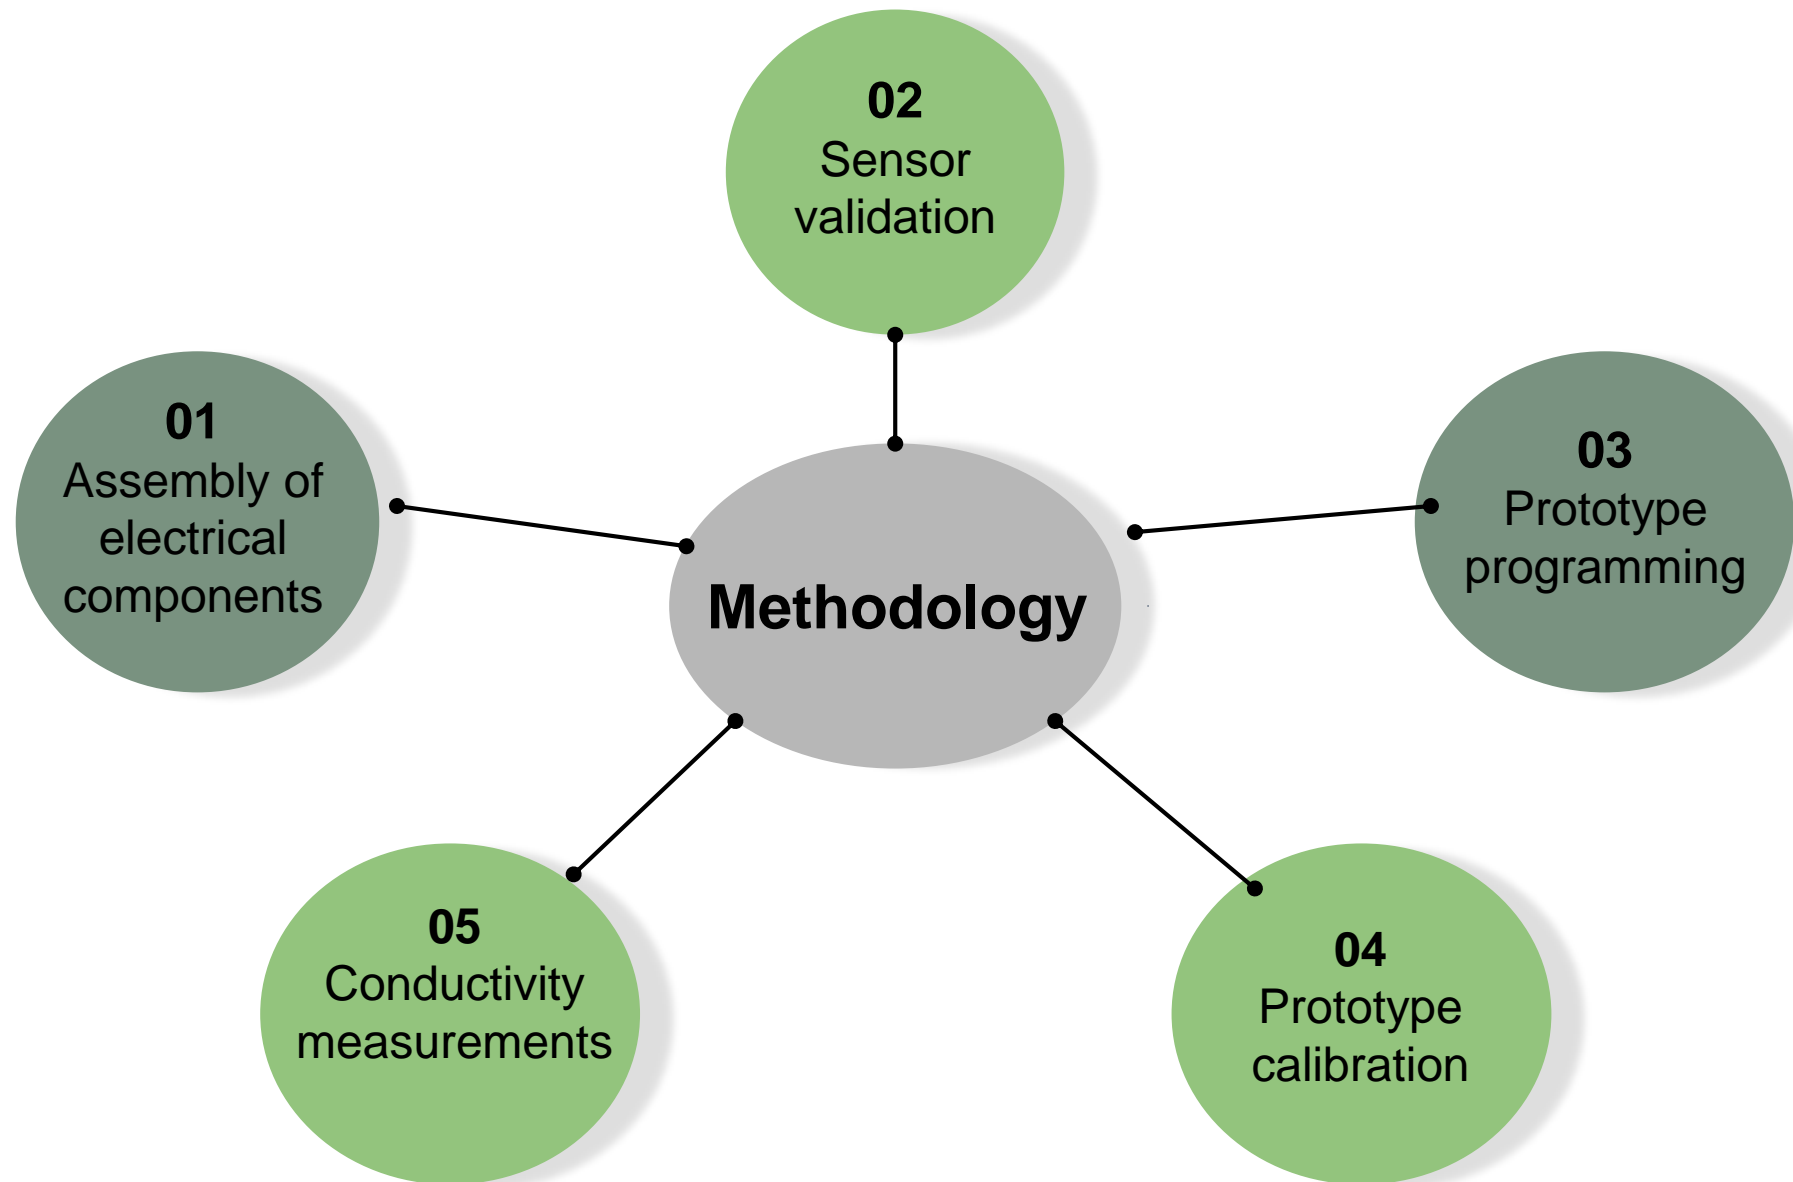 02
Sensor
validation
01
Assembly of
electrical
components
03
Prototype
programming
Methodology
05
Conductivity
measurements
04
Prototype
calibration